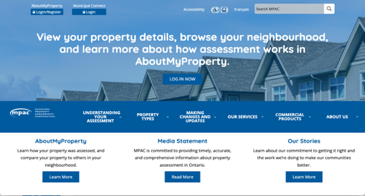 AboutMyProperty
Login/Register
Municipal Connect
Login
Accessibility
Français
Search MPAC
View your property details, browse your neighbourhood,
and learn more about how assessment works in
AboutMyProperty.
LOG IN NOW
mpac
MUNICIPAL
PROPERTY
ASSESSMENT
CORPORATION
UNDERSTANDING
YOUR
ASSESSMENT
PROPERTY
TYPES
MAKING
CHANGES AND
UPDATES
OUR SERVICES
COMMERCIAL
PRODUCTS
ABOUT US
AboutMyProperty
Learn how your property was assessed, and
compare your property to others in your
neighbourhood.
Learn More
Media Statement
MPAC is committed to providing timely, accurate,
and comprehensive information about property
assessment in Ontario.
Read More
Our Stories
Learn about our commitment to getting it right and
the work we're doing to make our communities
better.
Learn More